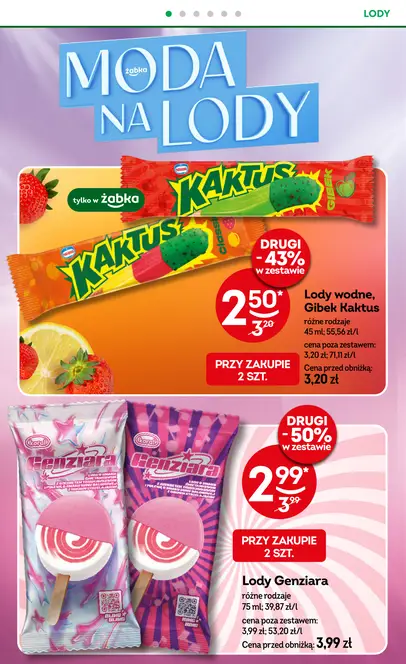 LODY
MODA
żabka
NA LODY
tylko w żabka
KAKTUS
GIBEK
KAKTUS
classic
DRUGI
- 43%
w zestawie
2,50*
3,20
PRZY ZAKUPIE
2 SZT.
Lody wodne,
Gibek Kaktus
różne rodzaje
45 ml; 55,56 zł/l
cena poza zestawem:
3,20 zł; 71,11 zł/l
Cena przed obniżką:
3,20 zł
Genziara
Genziara
DRUGI
- 50%
w zestawie
2,99*
3,99
PRZY ZAKUPIE
2 SZT.
Lody Genziara
różne rodzaje
75 ml; 39,87 zł/l
cena poza zestawem:
3,99 zł; 53,20 zł/l
Cena przed obniżką: 3,99 zł